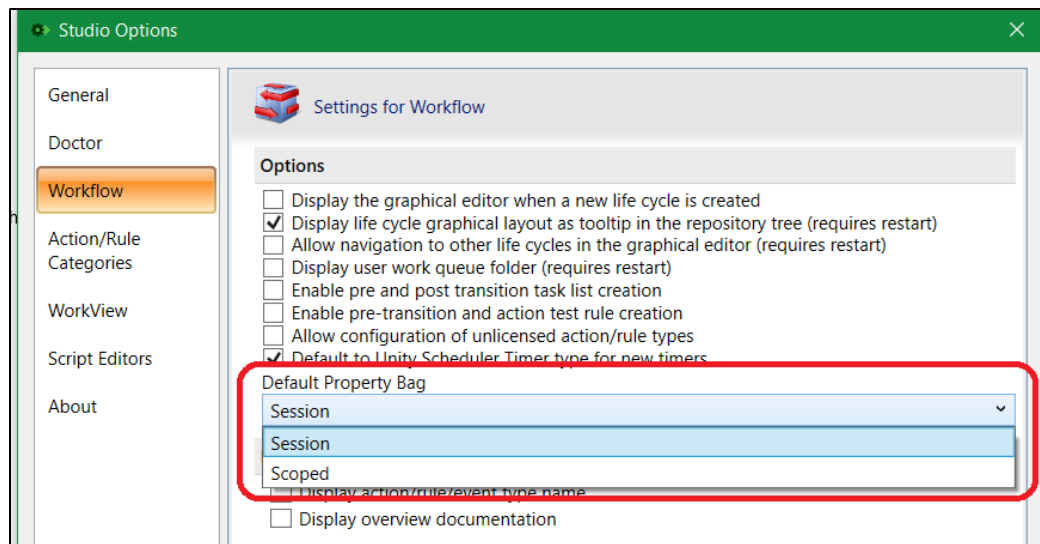 Studio Options
General
Doctor
Workflow
Action/Rule
Categories
WorkView
Script Editors
About
Settings for Workflow
Options
Display the graphical editor when a new life cycle is created
Display life cycle graphical layout as tooltip in the repository tree (requires restart)
Allow navigation to other life cycles in the graphical editor (requires restart)
Display user work queue folder (requires restart)
Enable pre and post transition task list creation
Enable pre-transition and action test rule creation
Allow configuration of unlicensed action/rule types
Default to Unity Scheduler Timer type for new timers
Default Property Bag
Session
Session
Scoped
Display action/rule/event type name
Display overview documentation